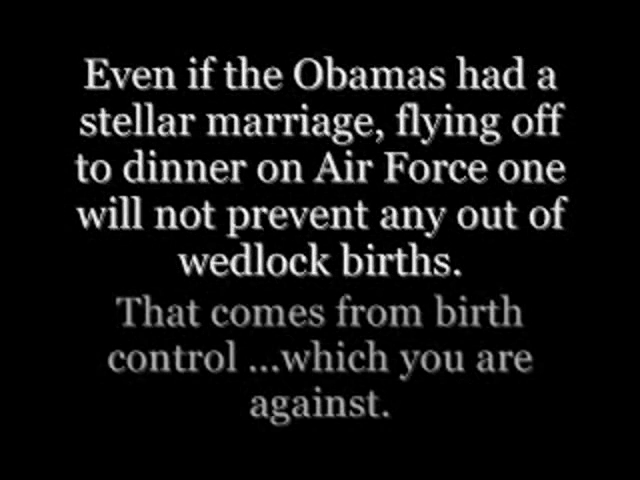 Even if the Obamas had a
stellar marriage, flying off
to dinner on Air Force one
will not prevent any out of
wedlock births.
That comes from birth
control ...which you are
against.